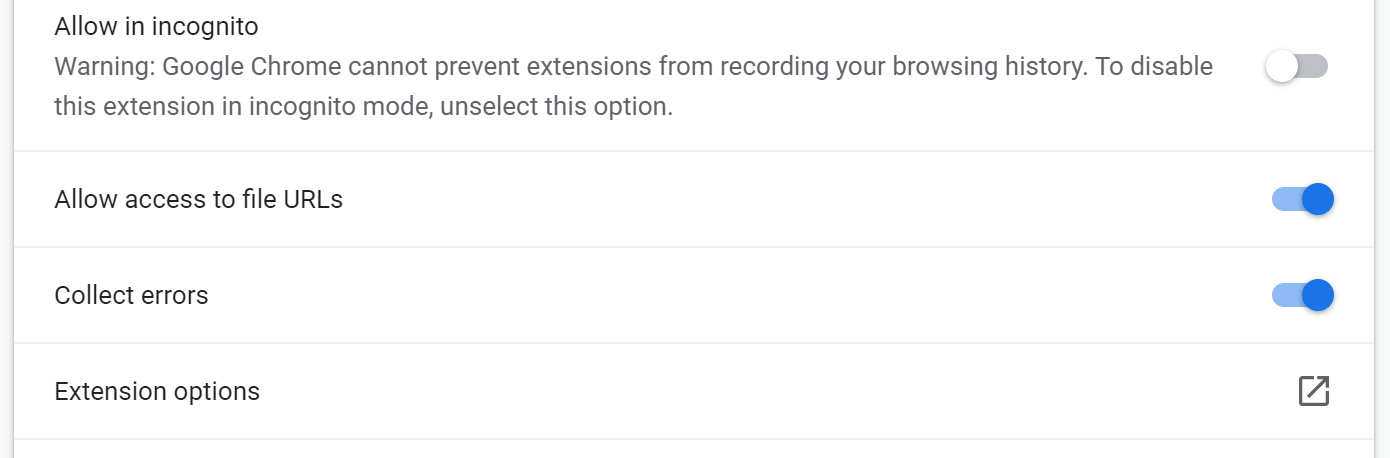 Allow in incognito
Warning: Google Chrome cannot prevent extensions from recording your browsing history. To disable
this extension in incognito mode, unselect this option.
Allow access to file URLs
Collect errors
Extension options